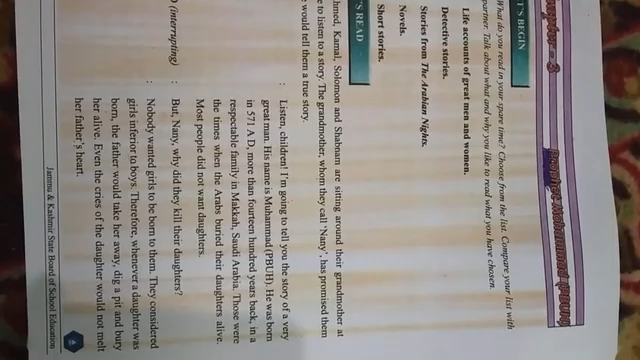 Prophet Mohammad (PBUH)
T'S BEGIN
What do you read in your spare time? Choose from the list. Compare your list with
partner. Talk about what and why you like to read what you have chosen.
Life accounts of great men and women.
Detective stories.
Stories from The Arabian Nights.
Novels.
Short stories.
'S READ
hmed, Kamal, Solomon and Shabnam are sitting around their grandmother at
e to listen to a story. The grandmother, whom they call 'Nany', has promised them
would tell them a true story.
: Listen, children! I'm going to tell you the story of a very
great man. His name is Muhammad (PBUH). He was born
in 571 A.D, more than fourteen hundred years back, in a
respectable family in Makkah, Saudi Arabia. Those were
the times when the Arabs buried their daughters alive.
Most people did not want daughters.
(interrupting) : But, Nany, why did they kill their daughters?
: Nobody wanted girls to be born to them. They considered
girls inferior to boys. Therefore, whenever a daughter was
born, the father would take her away, dig a pit and bury
her alive. Even the cries of the daughter would not melt
her father's heart.
Jammu & Kashmir State Board of School Education